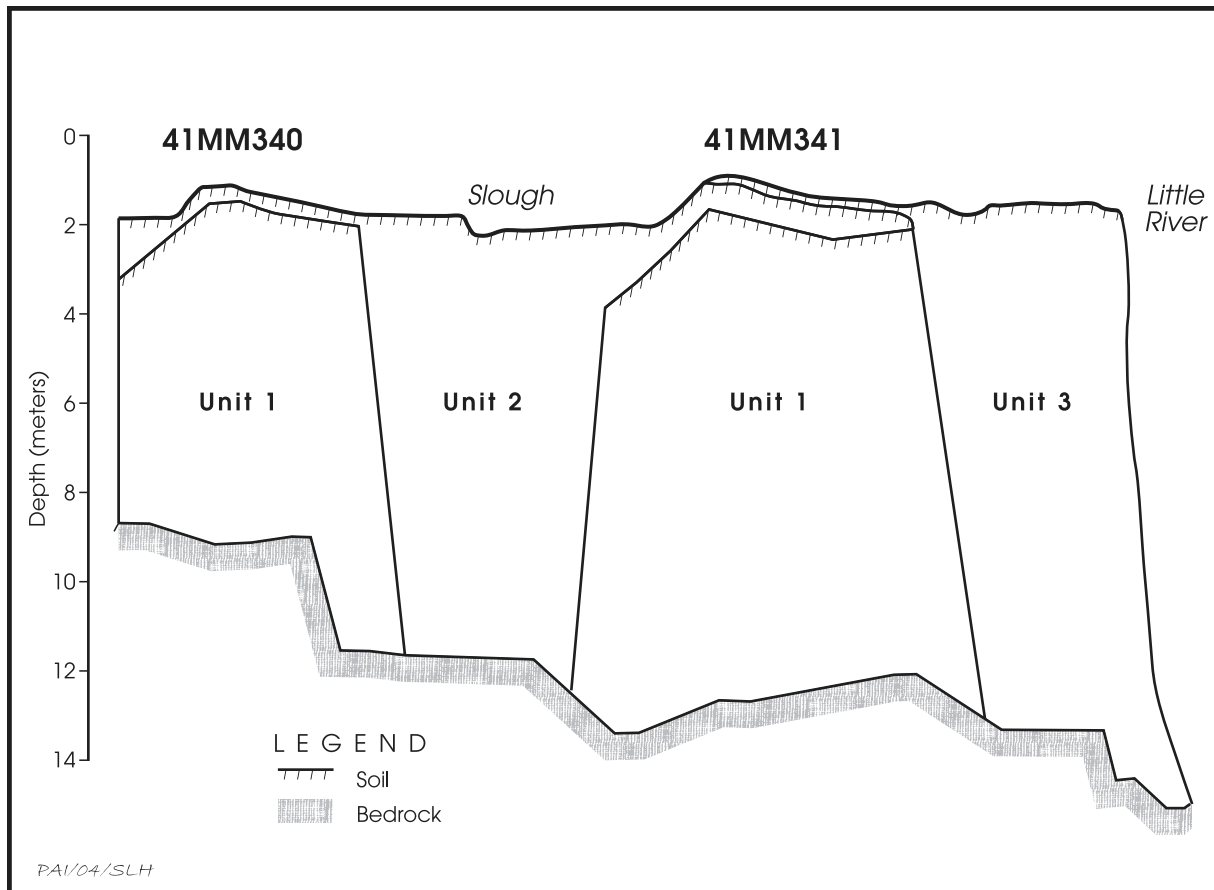 41MM340
41MM341
Slough
Little
River
Depth (meters)
0
2
4
6
8
10
12
14
Unit 1
Unit 2
Unit 1
Unit 3
LEGEND
Soil
Bedrock
PAI/04/SLH